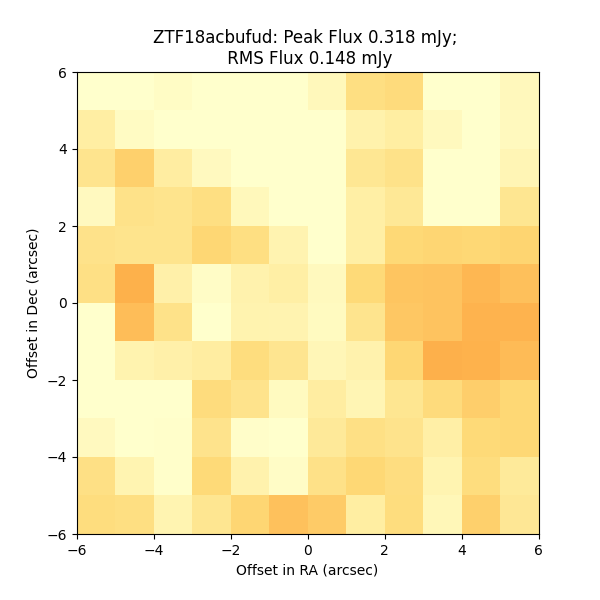 ZTF18acbufud: Peak Flux 0.318 mJy;
RMS Flux 0.148 mJy
6
4
2
0
−2
−4
−6
Offset in Dec (arcsec)
−6 −4 −2 0 2 4 6
Offset in RA (arcsec)